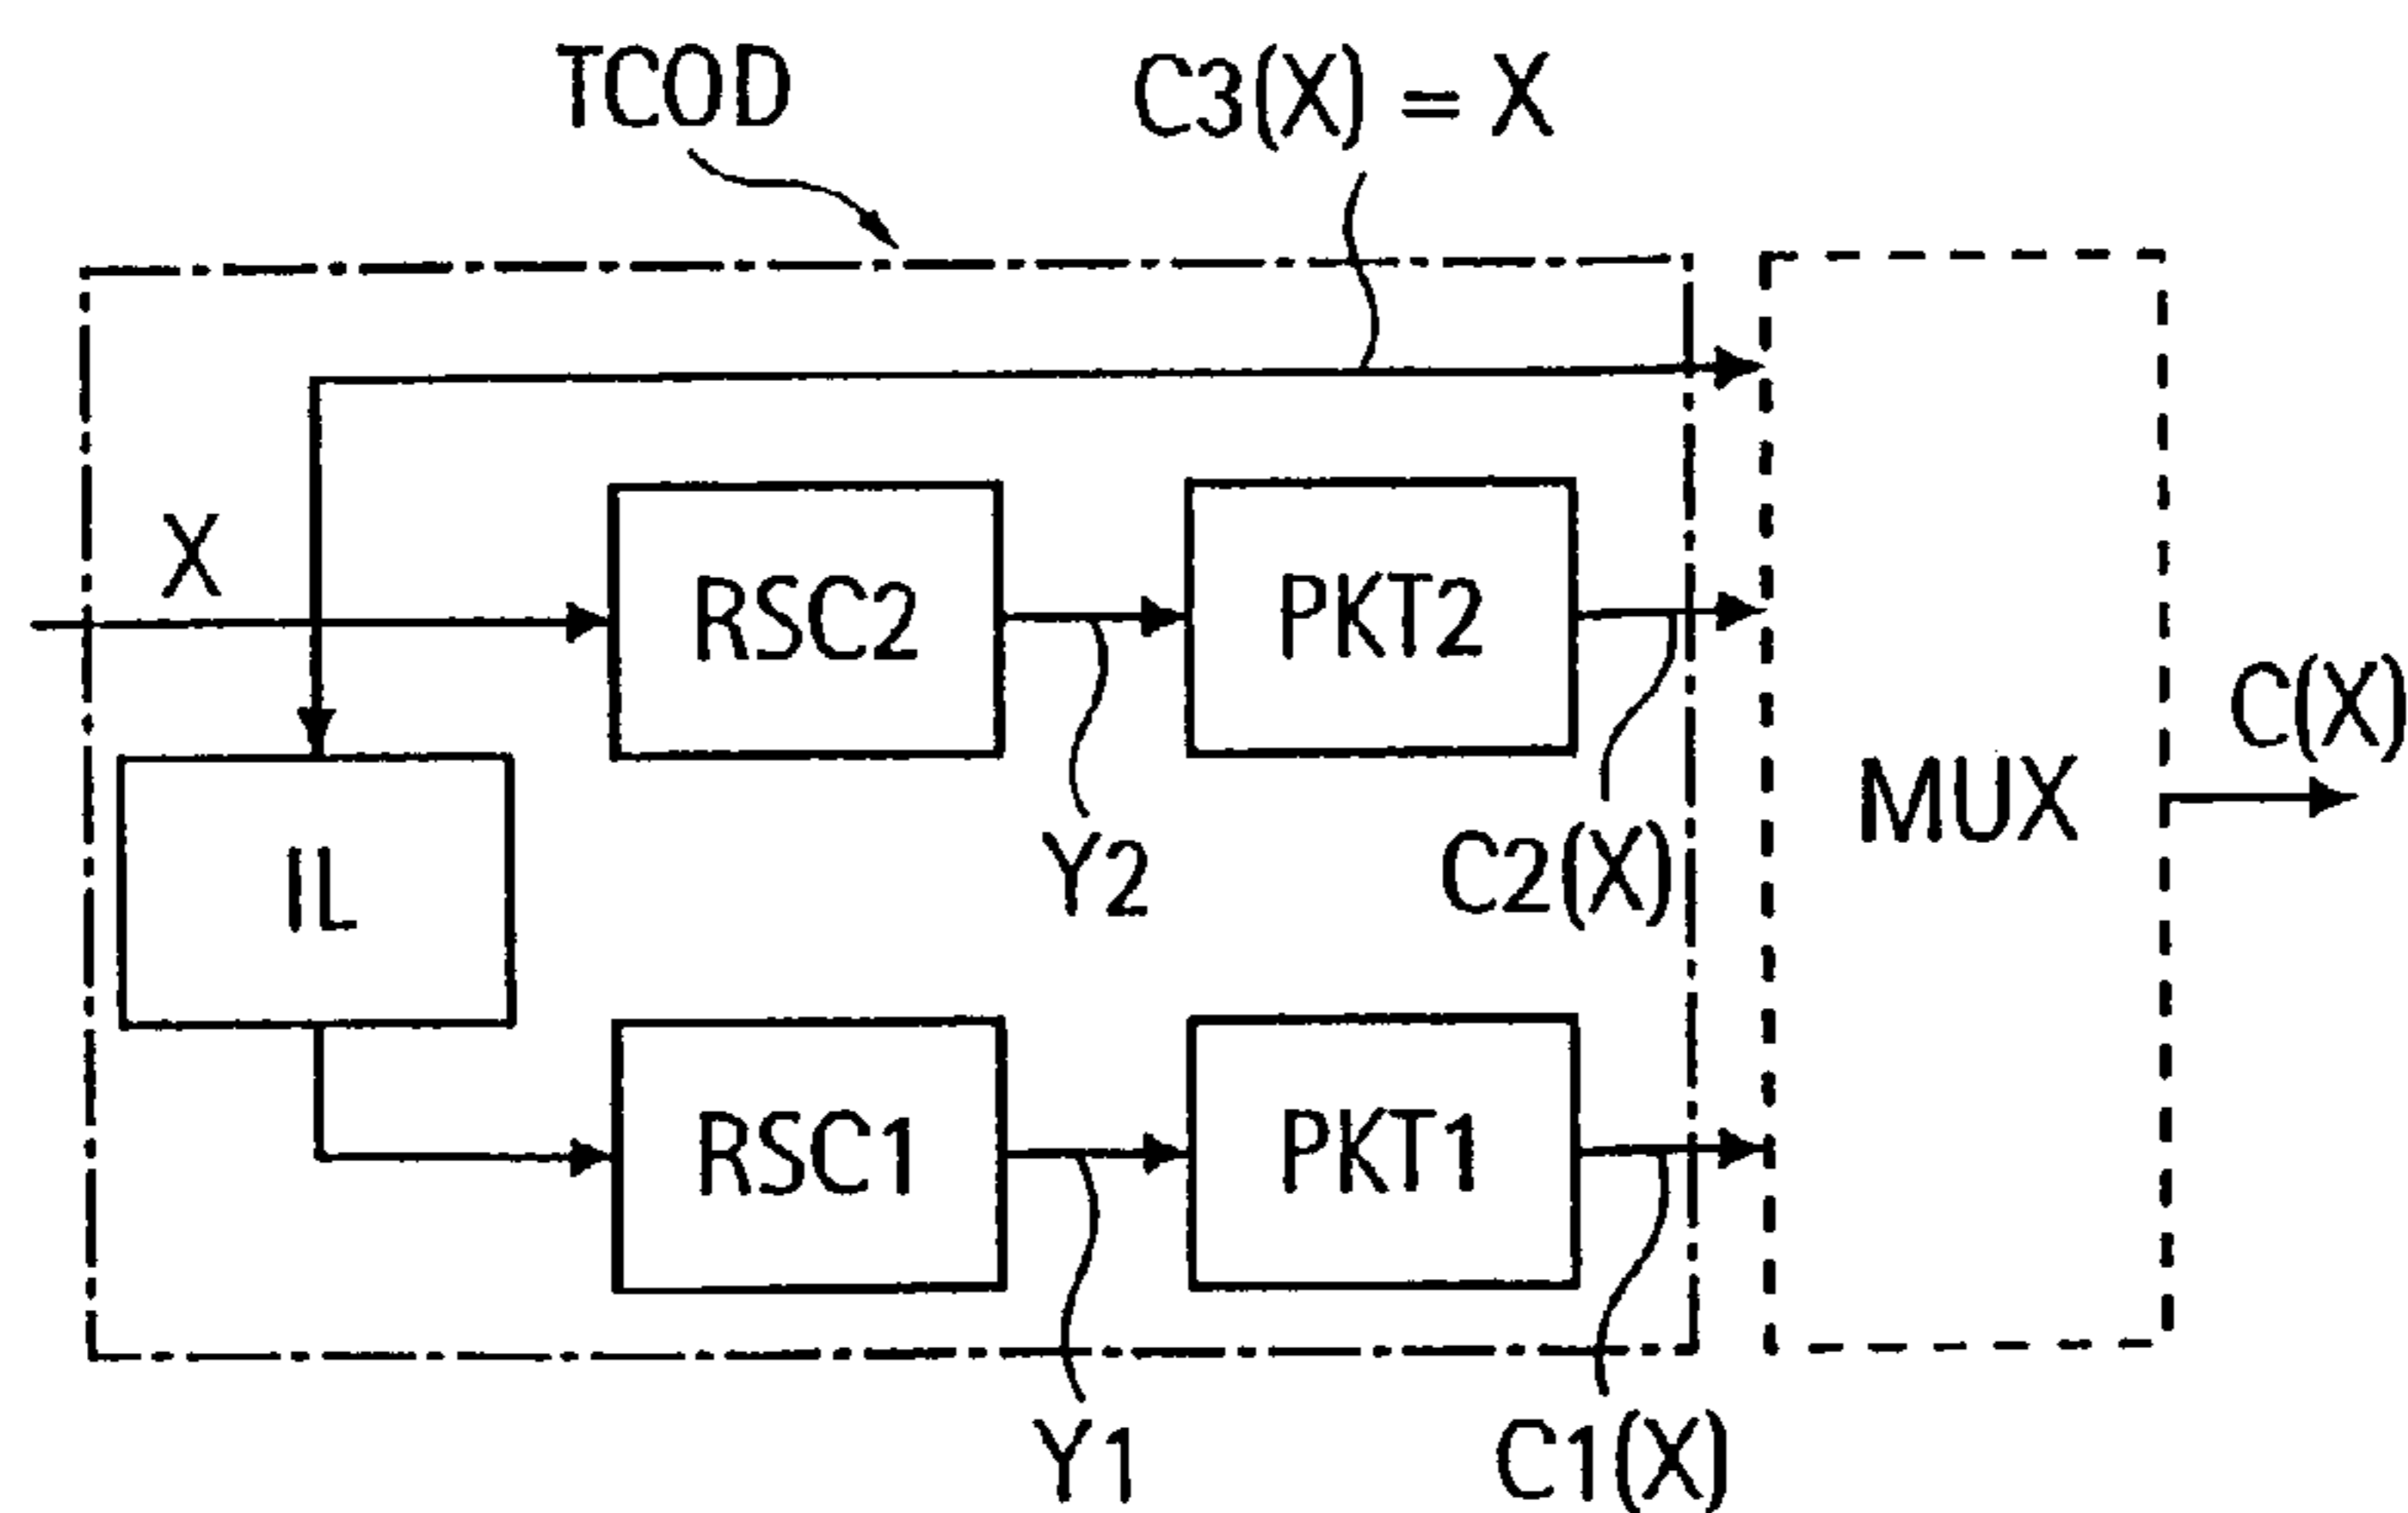 TCOD
C3(X) = X
X
RSC2
PKT2
C(X)
MUX
IL
Y2
C2(X)
RSC1
PKT1
Y1
C1(X)